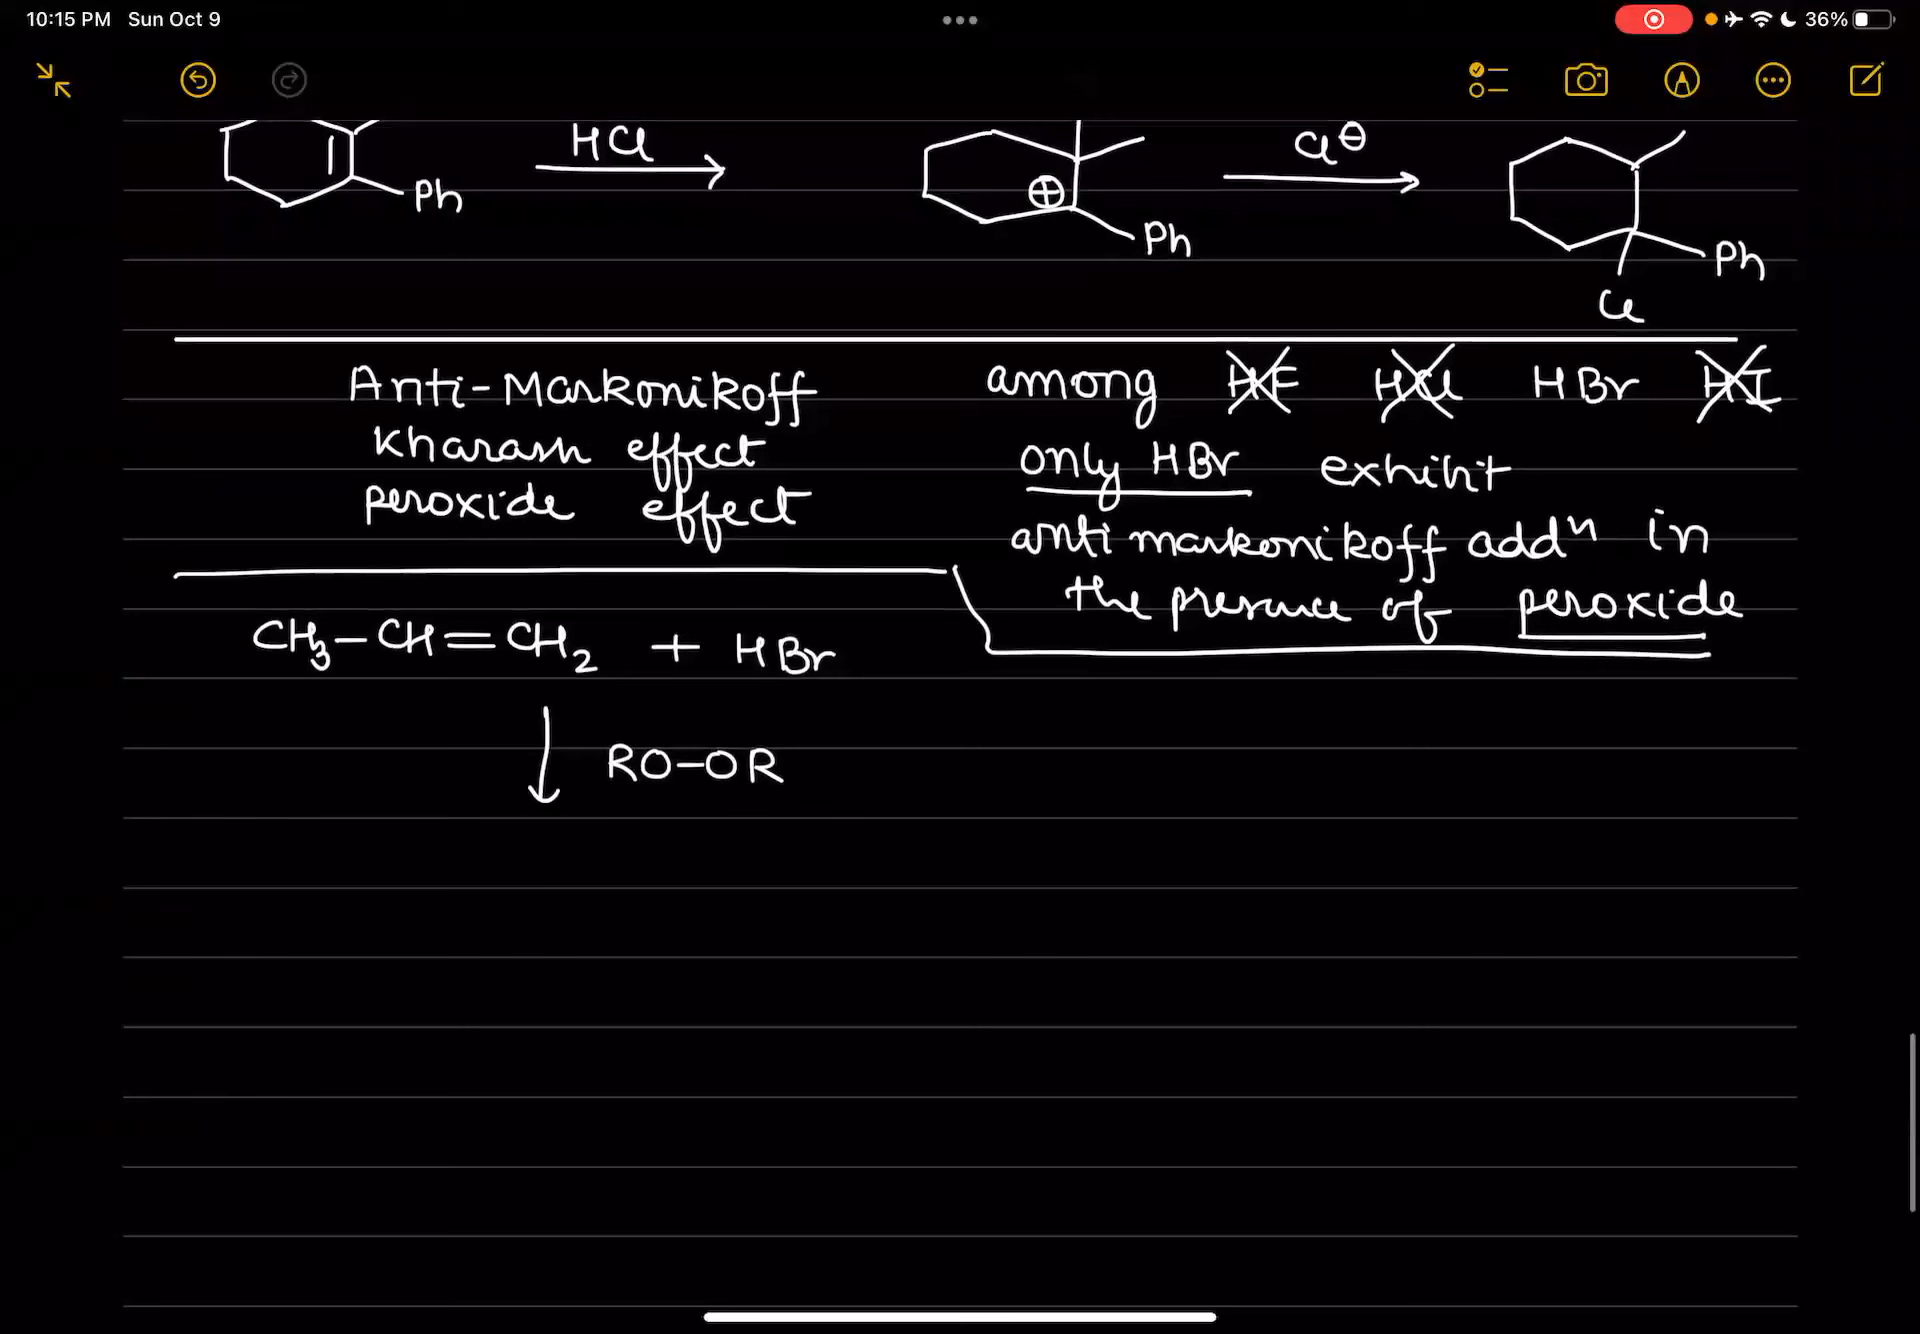 10:15 PM Sun Oct 9
36%
HCl
Cl⊖
Ph
⊕
Ph
Ph
Cl
Anti-Markonikoff
Kharash effect
peroxide effect
among HF HCl HBr HI
only HBr exhibit
anti markonikoff addⁿ in
the presence of peroxide
CH₃-CH=CH₂ + HBr
RO-OR